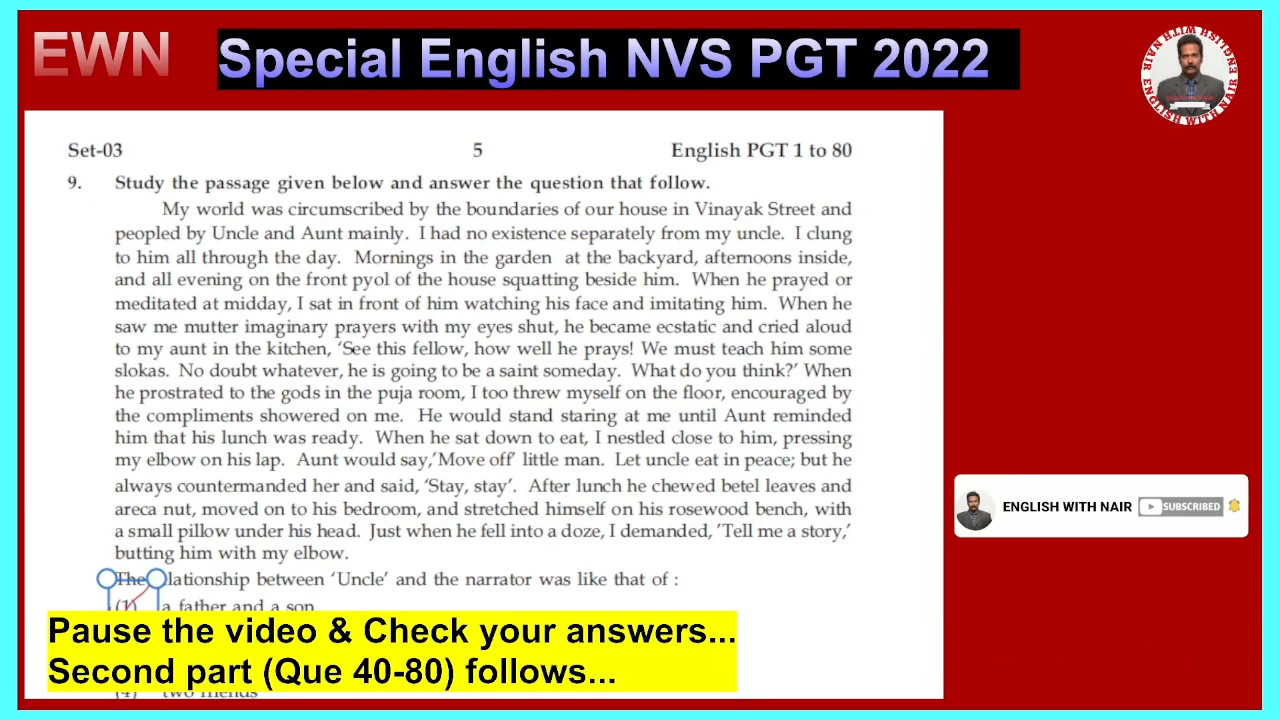 EWN
Special English NVS PGT 2022
ENGLISH WITH NAIR ENGLISH WITH NAIR
Set-03 5 English PGT 1 to 80
9. Study the passage given below and answer the question that follow.
My world was circumscribed by the boundaries of our house in Vinayak Street and
peopled by Uncle and Aunt mainly. I had no existence separately from my uncle. I clung
to him all through the day. Mornings in the garden at the backyard, afternoons inside,
and all evening on the front pyol of the house squatting beside him. When he prayed or
meditated at midday, I sat in front of him watching his face and imitating him. When he
saw me mutter imaginary prayers with my eyes shut, he became ecstatic and cried aloud
to my aunt in the kitchen, ‘See this fellow, how well he prays! We must teach him some
slokas. No doubt whatever, he is going to be a saint someday. What do you think?’ When
he prostrated to the gods in the puja room, I too threw myself on the floor, encouraged by
the compliments showered on me. He would stand staring at me until Aunt reminded
him that his lunch was ready. When he sat down to eat, I nestled close to him, pressing
my elbow on his lap. Aunt would say,’Move off’ little man. Let uncle eat in peace; but he
always countermanded her and said, ‘Stay, stay’. After lunch he chewed betel leaves and
areca nut, moved on to his bedroom, and stretched himself on his rosewood bench, with
a small pillow under his head. Just when he fell into a doze, I demanded, ’Tell me a story,’
butting him with my elbow.
The lationship between ‘Uncle’ and the narrator was like that of :
(1) a father and a son
Pause the video & Check your answers...
Second part (Que 40-80) follows...
(4) two friends
ENGLISH WITH NAIR SUBSCRIBED